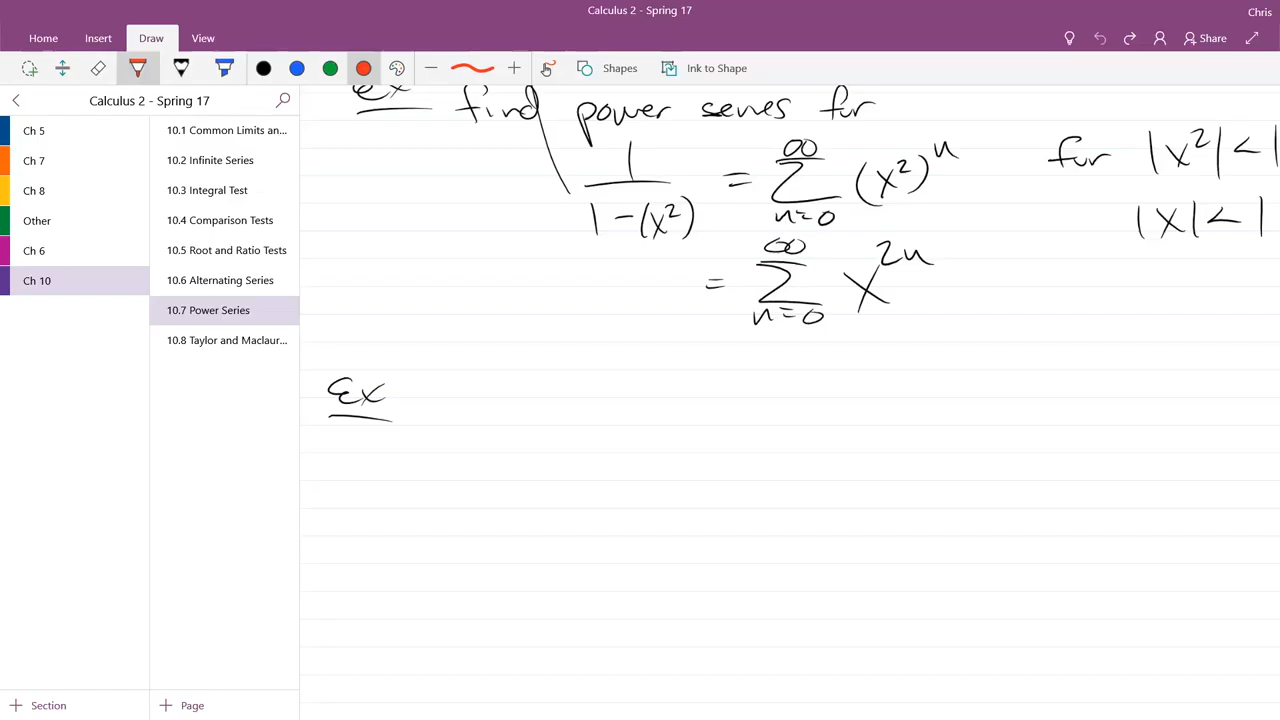 Calculus 2 - Spring 17
Chris
Home Insert Draw View
Share
Shapes Ink to Shape
Calculus 2 - Spring 17
Ch 5
Ch 7
Ch 8
Other
Ch 6
Ch 10
10.1 Common Limits an...
10.2 Infinite Series
10.3 Integral Test
10.4 Comparison Tests
10.5 Root and Ratio Tests
10.6 Alternating Series
10.7 Power Series
10.8 Taylor and Maclaur...
Section
Page
Ex find power series for
1/(1-(x²)) = ∑_{n=0}^{∞} (x²)^n for |x²| < 1
|x| < 1
= ∑_{n=0}^{∞} x^{2n}
Ex